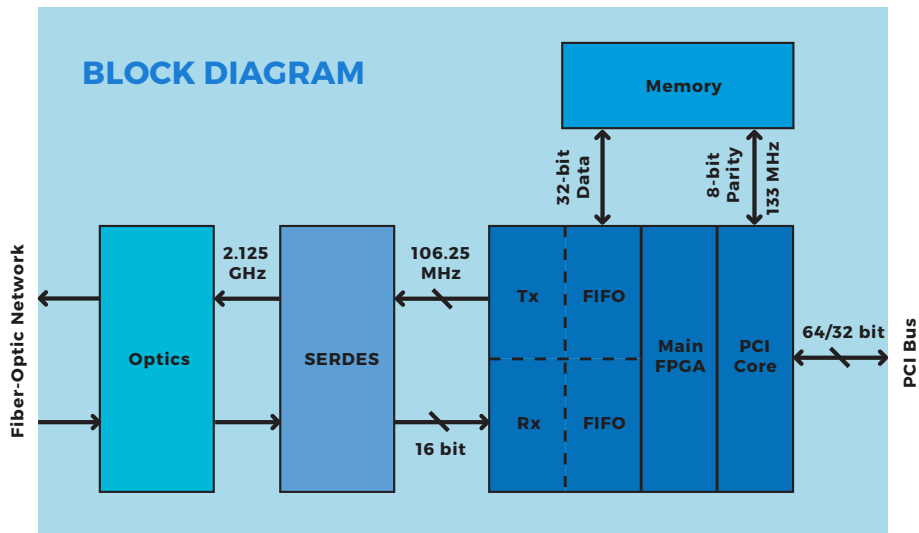 BLOCK DIAGRAM
Memory
32-bit
Data
8-bit
Parity
133 MHz
Fiber-Optic Network
Optics
2.125
GHz
SERDES
106.25
MHz
16 bit
Tx
FIFO
Rx
FIFO
Main
FPGA
PCI
Core
64/32 bit
PCI Bus